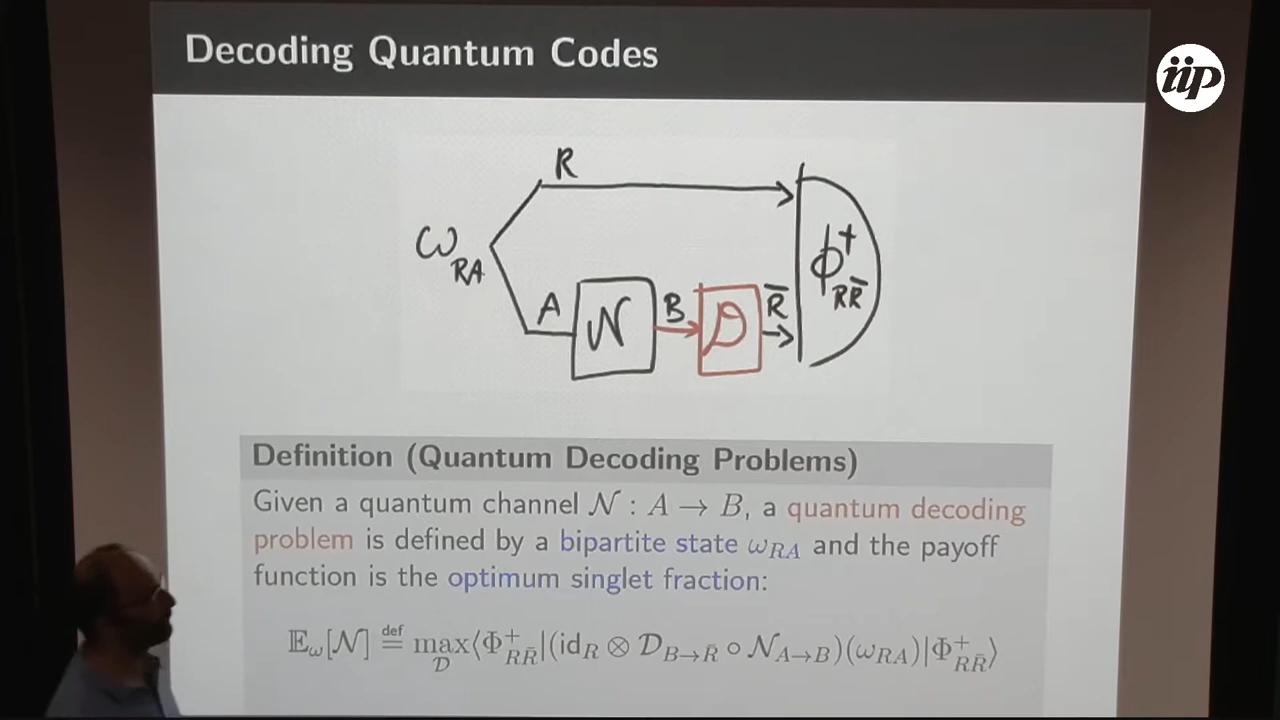 Decoding Quantum Codes
iip
R
ω_RA
A
𝒩
B
𝒟
R̄
ϕ⁺_RR̄
Definition (Quantum Decoding Problems)
Given a quantum channel 𝒩 : A → B, a quantum decoding
problem is defined by a bipartite state ω_RA and the payoff
function is the optimum singlet fraction:
𝔼_ω[𝒩] ≝ max_𝒟⟨Φ⁺_RR̄|(id_R ⊗ 𝒟_B→R̄ ∘ 𝒩_A→B)(ω_RA)|Φ⁺_RR̄⟩